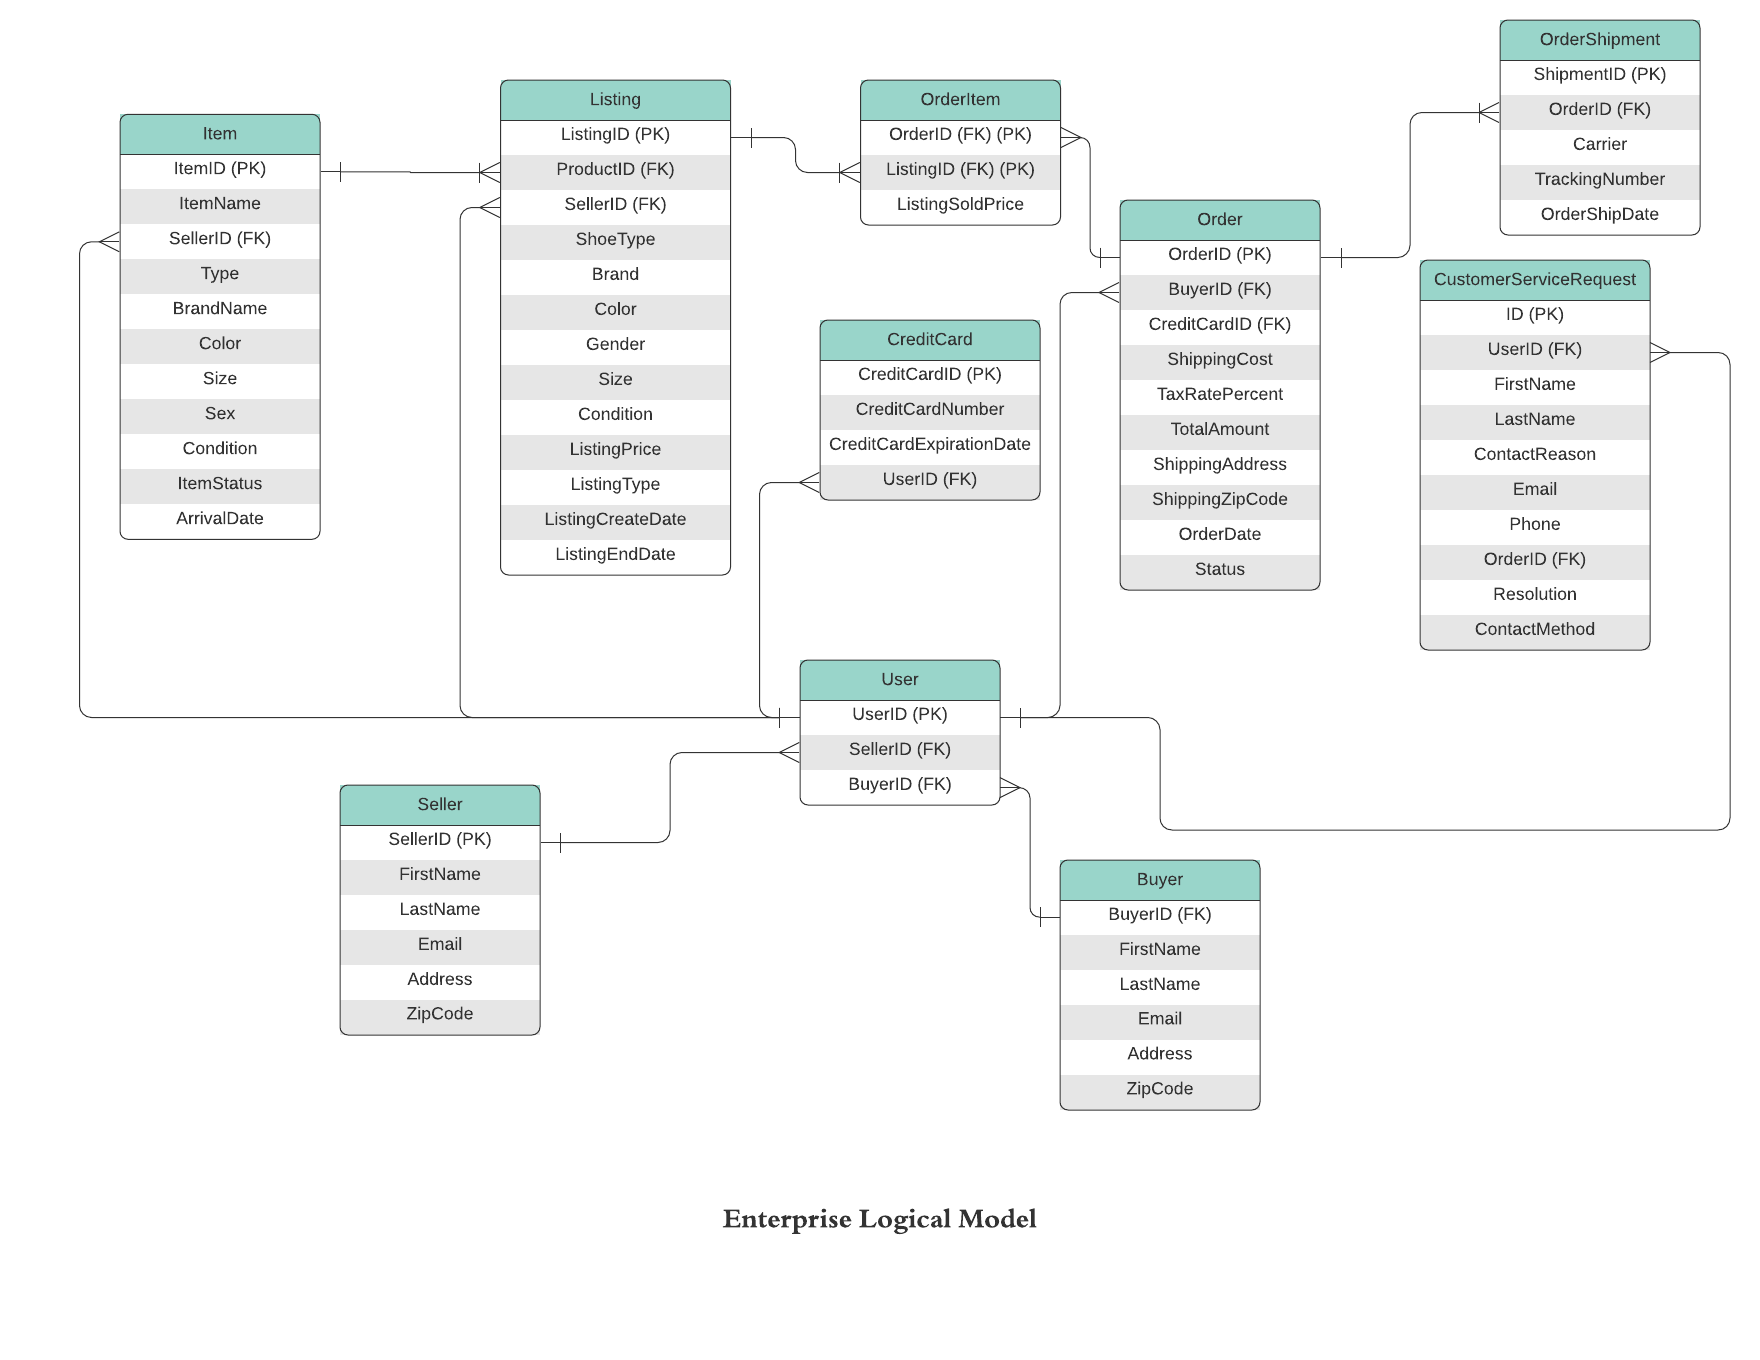 Item
ItemID (PK)
ItemName
SellerID (FK)
Type
BrandName
Color
Size
Sex
Condition
ItemStatus
ArrivalDate
Listing
ListingID (PK)
ProductID (FK)
SellerID (FK)
ShoeType
Brand
Color
Gender
Size
Condition
ListingPrice
ListingType
ListingCreateDate
ListingEndDate
OrderItem
OrderID (FK) (PK)
ListingID (FK) (PK)
ListingSoldPrice
CreditCard
CreditCardID (PK)
CreditCardNumber
CreditCardExpirationDate
UserID (FK)
Order
OrderID (PK)
BuyerID (FK)
CreditCardID (FK)
ShippingCost
TaxRatePercent
TotalAmount
ShippingAddress
ShippingZipCode
OrderDate
Status
OrderShipment
ShipmentID (PK)
OrderID (FK)
Carrier
TrackingNumber
OrderShipDate
CustomerServiceRequest
ID (PK)
UserID (FK)
FirstName
LastName
ContactReason
Email
Phone
OrderID (FK)
Resolution
ContactMethod
User
UserID (PK)
SellerID (FK)
BuyerID (FK)
Seller
SellerID (PK)
FirstName
LastName
Email
Address
ZipCode
Buyer
BuyerID (FK)
FirstName
LastName
Email
Address
ZipCode
Enterprise Logical Model